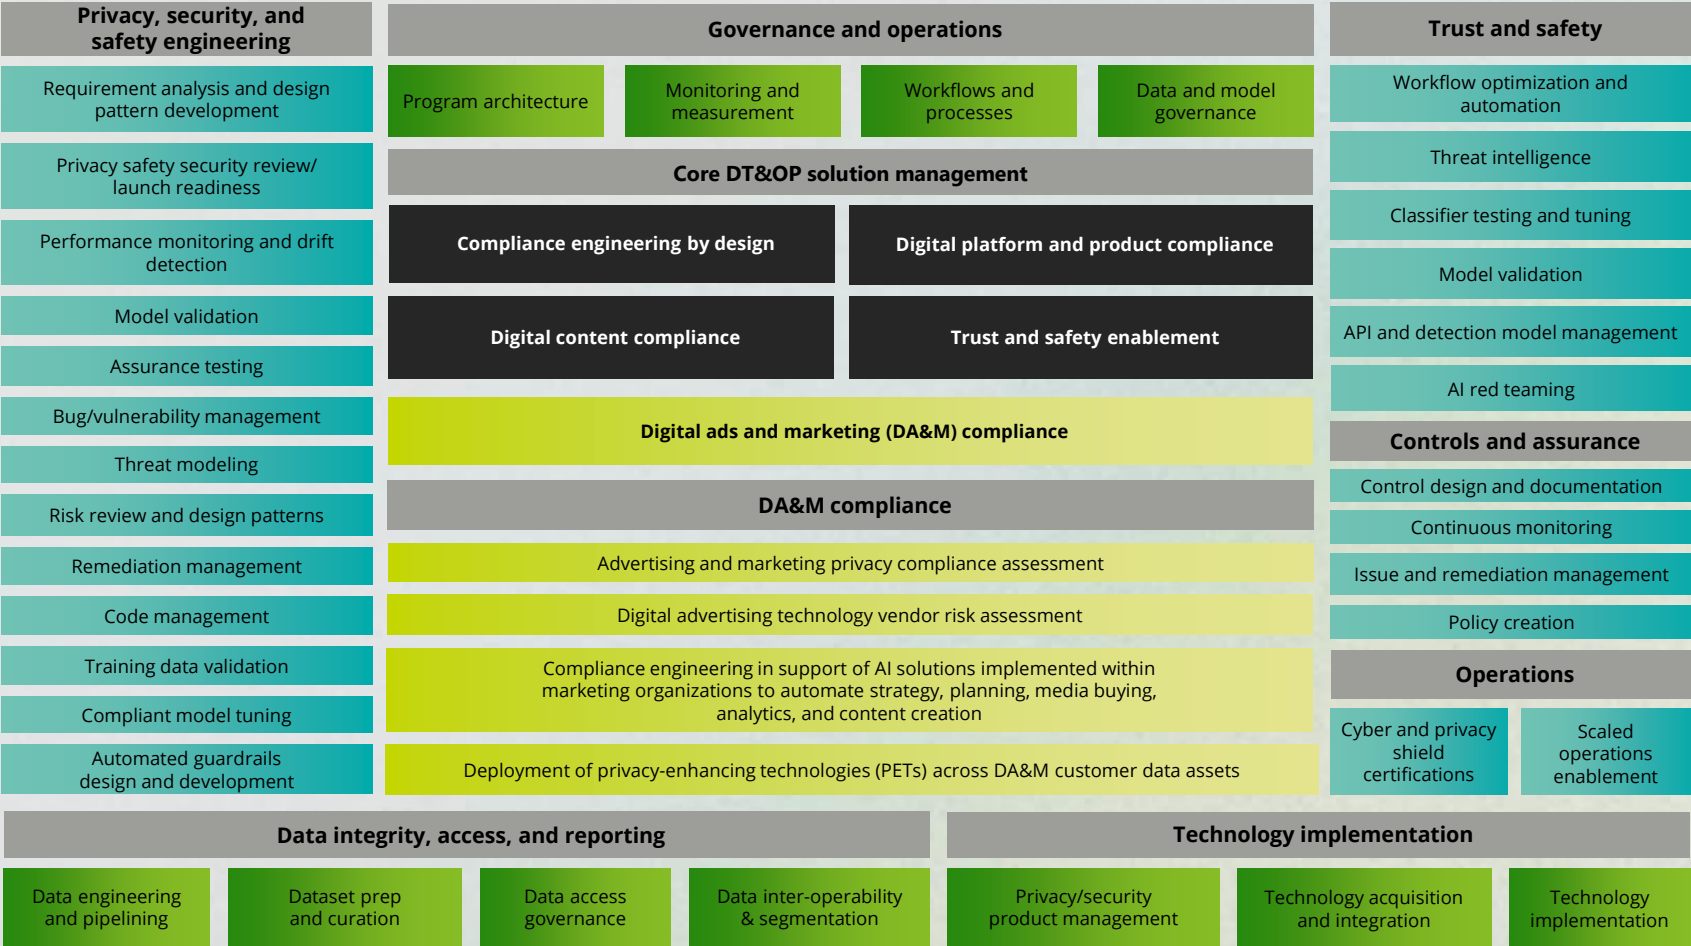 Privacy, security, and
safety engineering
Requirement analysis and design
pattern development
Privacy safety security review/
launch readiness
Performance monitoring and drift
detection
Model validation
Assurance testing
Bug/vulnerability management
Threat modeling
Risk review and design patterns
Remediation management
Code management
Training data validation
Compliant model tuning
Automated guardrails
design and development
Governance and operations
Program architecture
Monitoring and
measurement
Workflows and
processes
Data and model
governance
Core DT&OP solution management
Compliance engineering by design
Digital platform and product compliance
Digital content compliance
Trust and safety enablement
Digital ads and marketing (DA&M) compliance
DA&M compliance
Advertising and marketing privacy compliance assessment
Digital advertising technology vendor risk assessment
Compliance engineering in support of AI solutions implemented within
marketing organizations to automate strategy, planning, media buying,
analytics, and content creation
Deployment of privacy-enhancing technologies (PETs) across DA&M customer data assets
Trust and safety
Workflow optimization and
automation
Threat intelligence
Classifier testing and tuning
Model validation
API and detection model management
AI red teaming
Controls and assurance
Control design and documentation
Continuous monitoring
Issue and remediation management
Policy creation
Operations
Cyber and privacy
shield
certifications
Scaled
operations
enablement
Data integrity, access, and reporting
Data engineering
and pipelining
Dataset prep
and curation
Data access
governance
Data inter-operability
& segmentation
Technology implementation
Privacy/security
product management
Technology acquisition
and integration
Technology
implementation